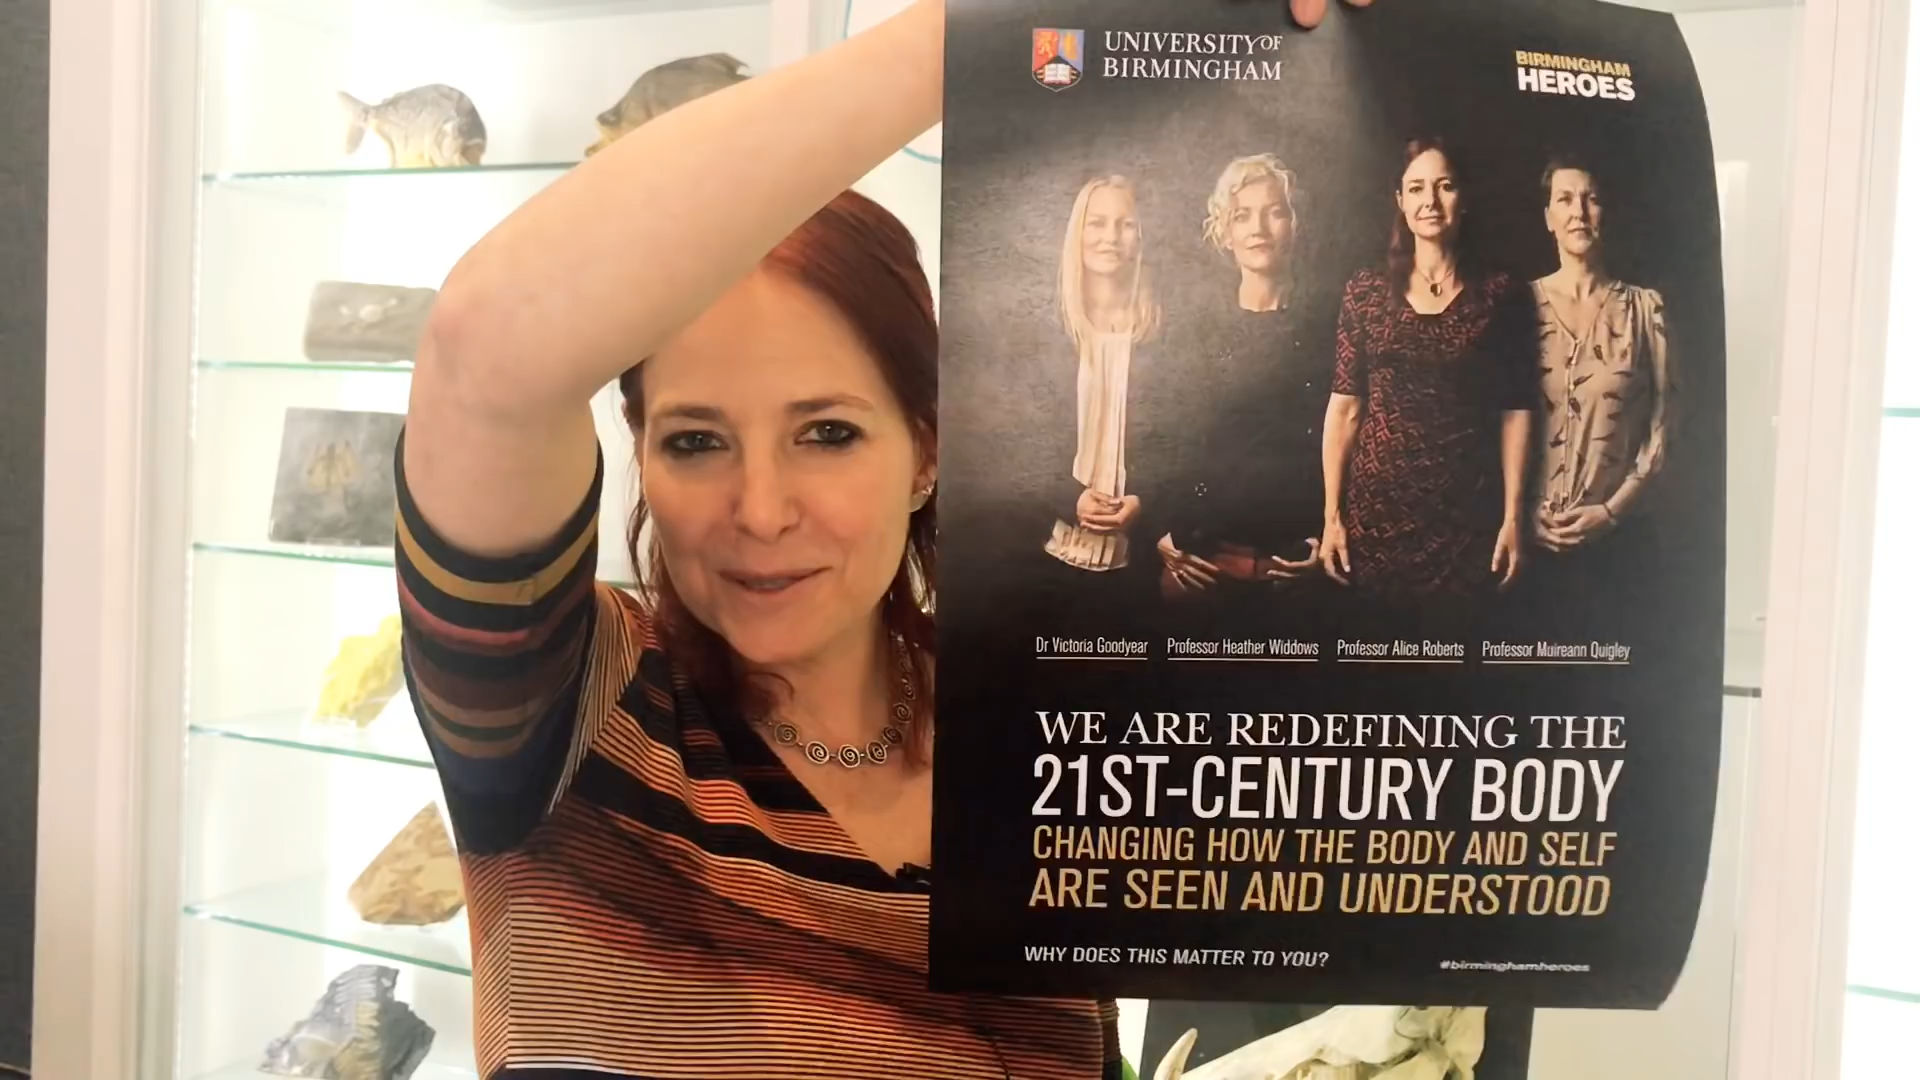 UNIVERSITY OF
BIRMINGHAM
BIRMINGHAM
HEROES
Dr Victoria Goodyear Professor Heather Widdows Professor Alice Roberts Professor Muireann Quigley
WE ARE REDEFINING THE
21ST-CENTURY BODY
CHANGING HOW THE BODY AND SELF
ARE SEEN AND UNDERSTOOD
WHY DOES THIS MATTER TO YOU?
#birminghamheroes